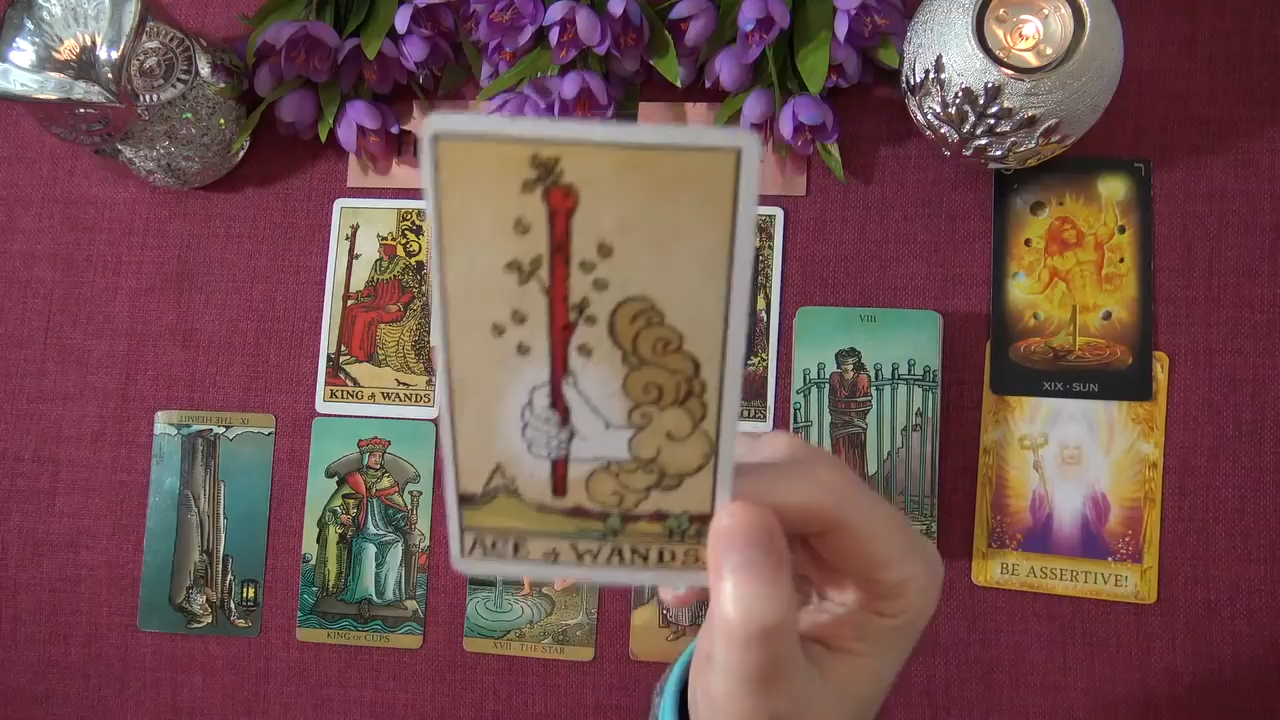 KING of WANDS
ACE of WANDS.
CLES
VIII
XIX • SUN
BE ASSERTIVE!
IX • THE HERMIT
KING OF CUPS
XVII • THE STAR